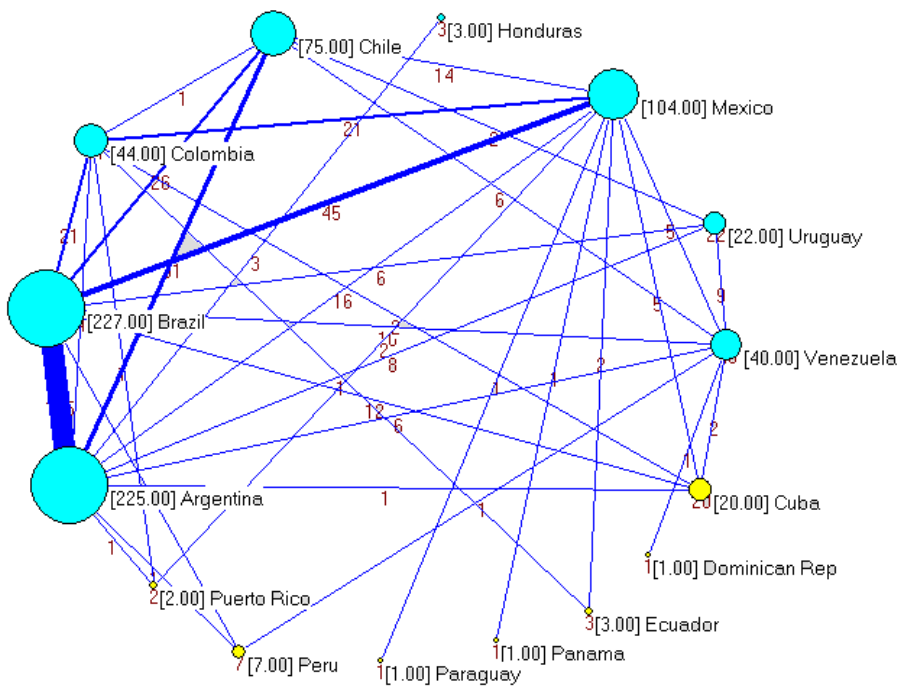 3 [3.00] Honduras
[75.00] Chile
14
[104.00] Mexico
1
21
2
[44.00] Colombia
26
6
45
21
5
22 [22.00] Uruguay
3
6
9
16
5
[227.00] Brazil
2
8
[40.00] Venezuela
1
1
2
1
12
6
2
1
[225.00] Argentina
1
[20.00] Cuba
1
1
1 [1.00] Dominican Rep
2 [2.00] Puerto Rico
3 [3.00] Ecuador
7 [7.00] Peru
1 [1.00] Panama
1 [1.00] Paraguay